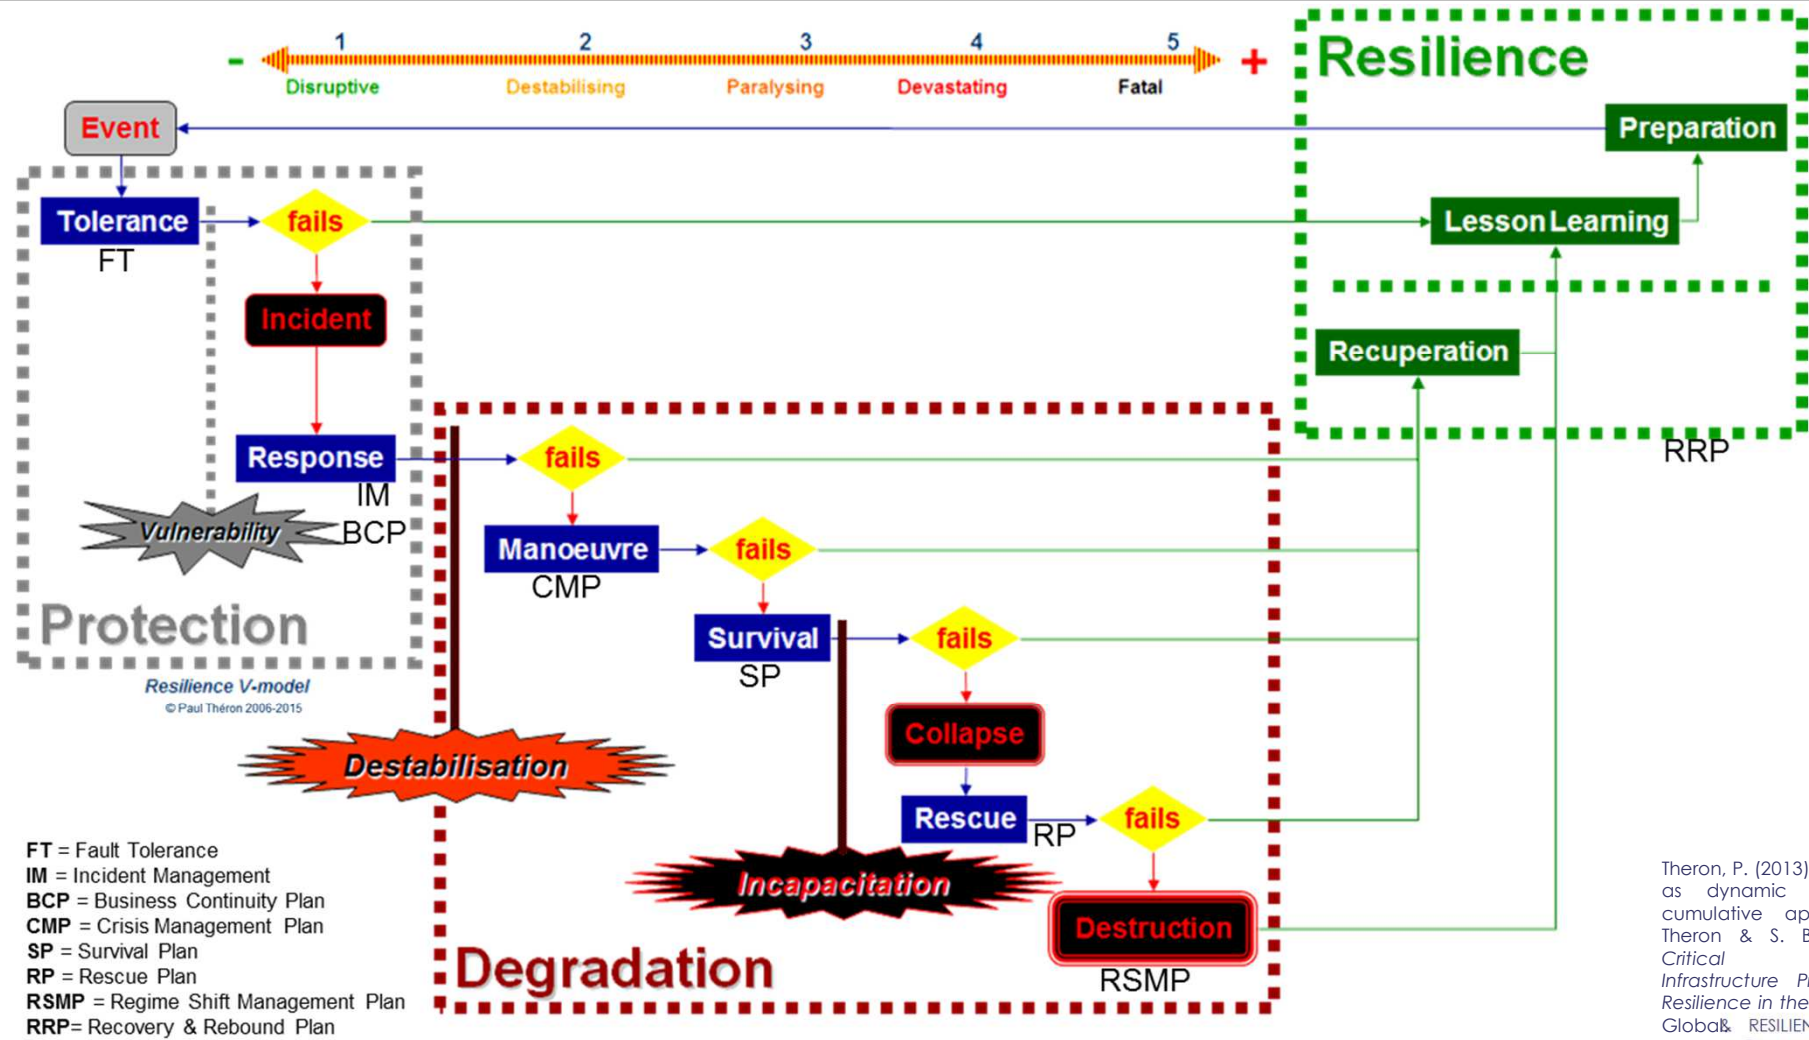 1 2 3 4 5
- +
Disruptive Destabilising Paralysing Devastating Fatal
Resilience
Event
Preparation
Tolerance
FT
fails
Lesson Learning
Incident
Recuperation
RRP
Response
IM
BCP
Vulnerability
Protection
Resilience V-model
© Paul Théron 2006-2015
fails
Manoeuvre
CMP
fails
Survival
SP
fails
Collapse
Destabilisation
Rescue
RP
fails
Incapacitation
Destruction
RSMP
Degradation
FT = Fault Tolerance
IM = Incident Management
BCP = Business Continuity Plan
CMP = Crisis Management Plan
SP = Survival Plan
RP = Rescue Plan
RSMP = Regime Shift Management Plan
RRP= Recovery & Rebound Plan
Theron, P. (2013)
as dynamic
cumulative ap
Theron & S. B
Critical
Infrastructure P
Resilience in the
Global & RESILIEN